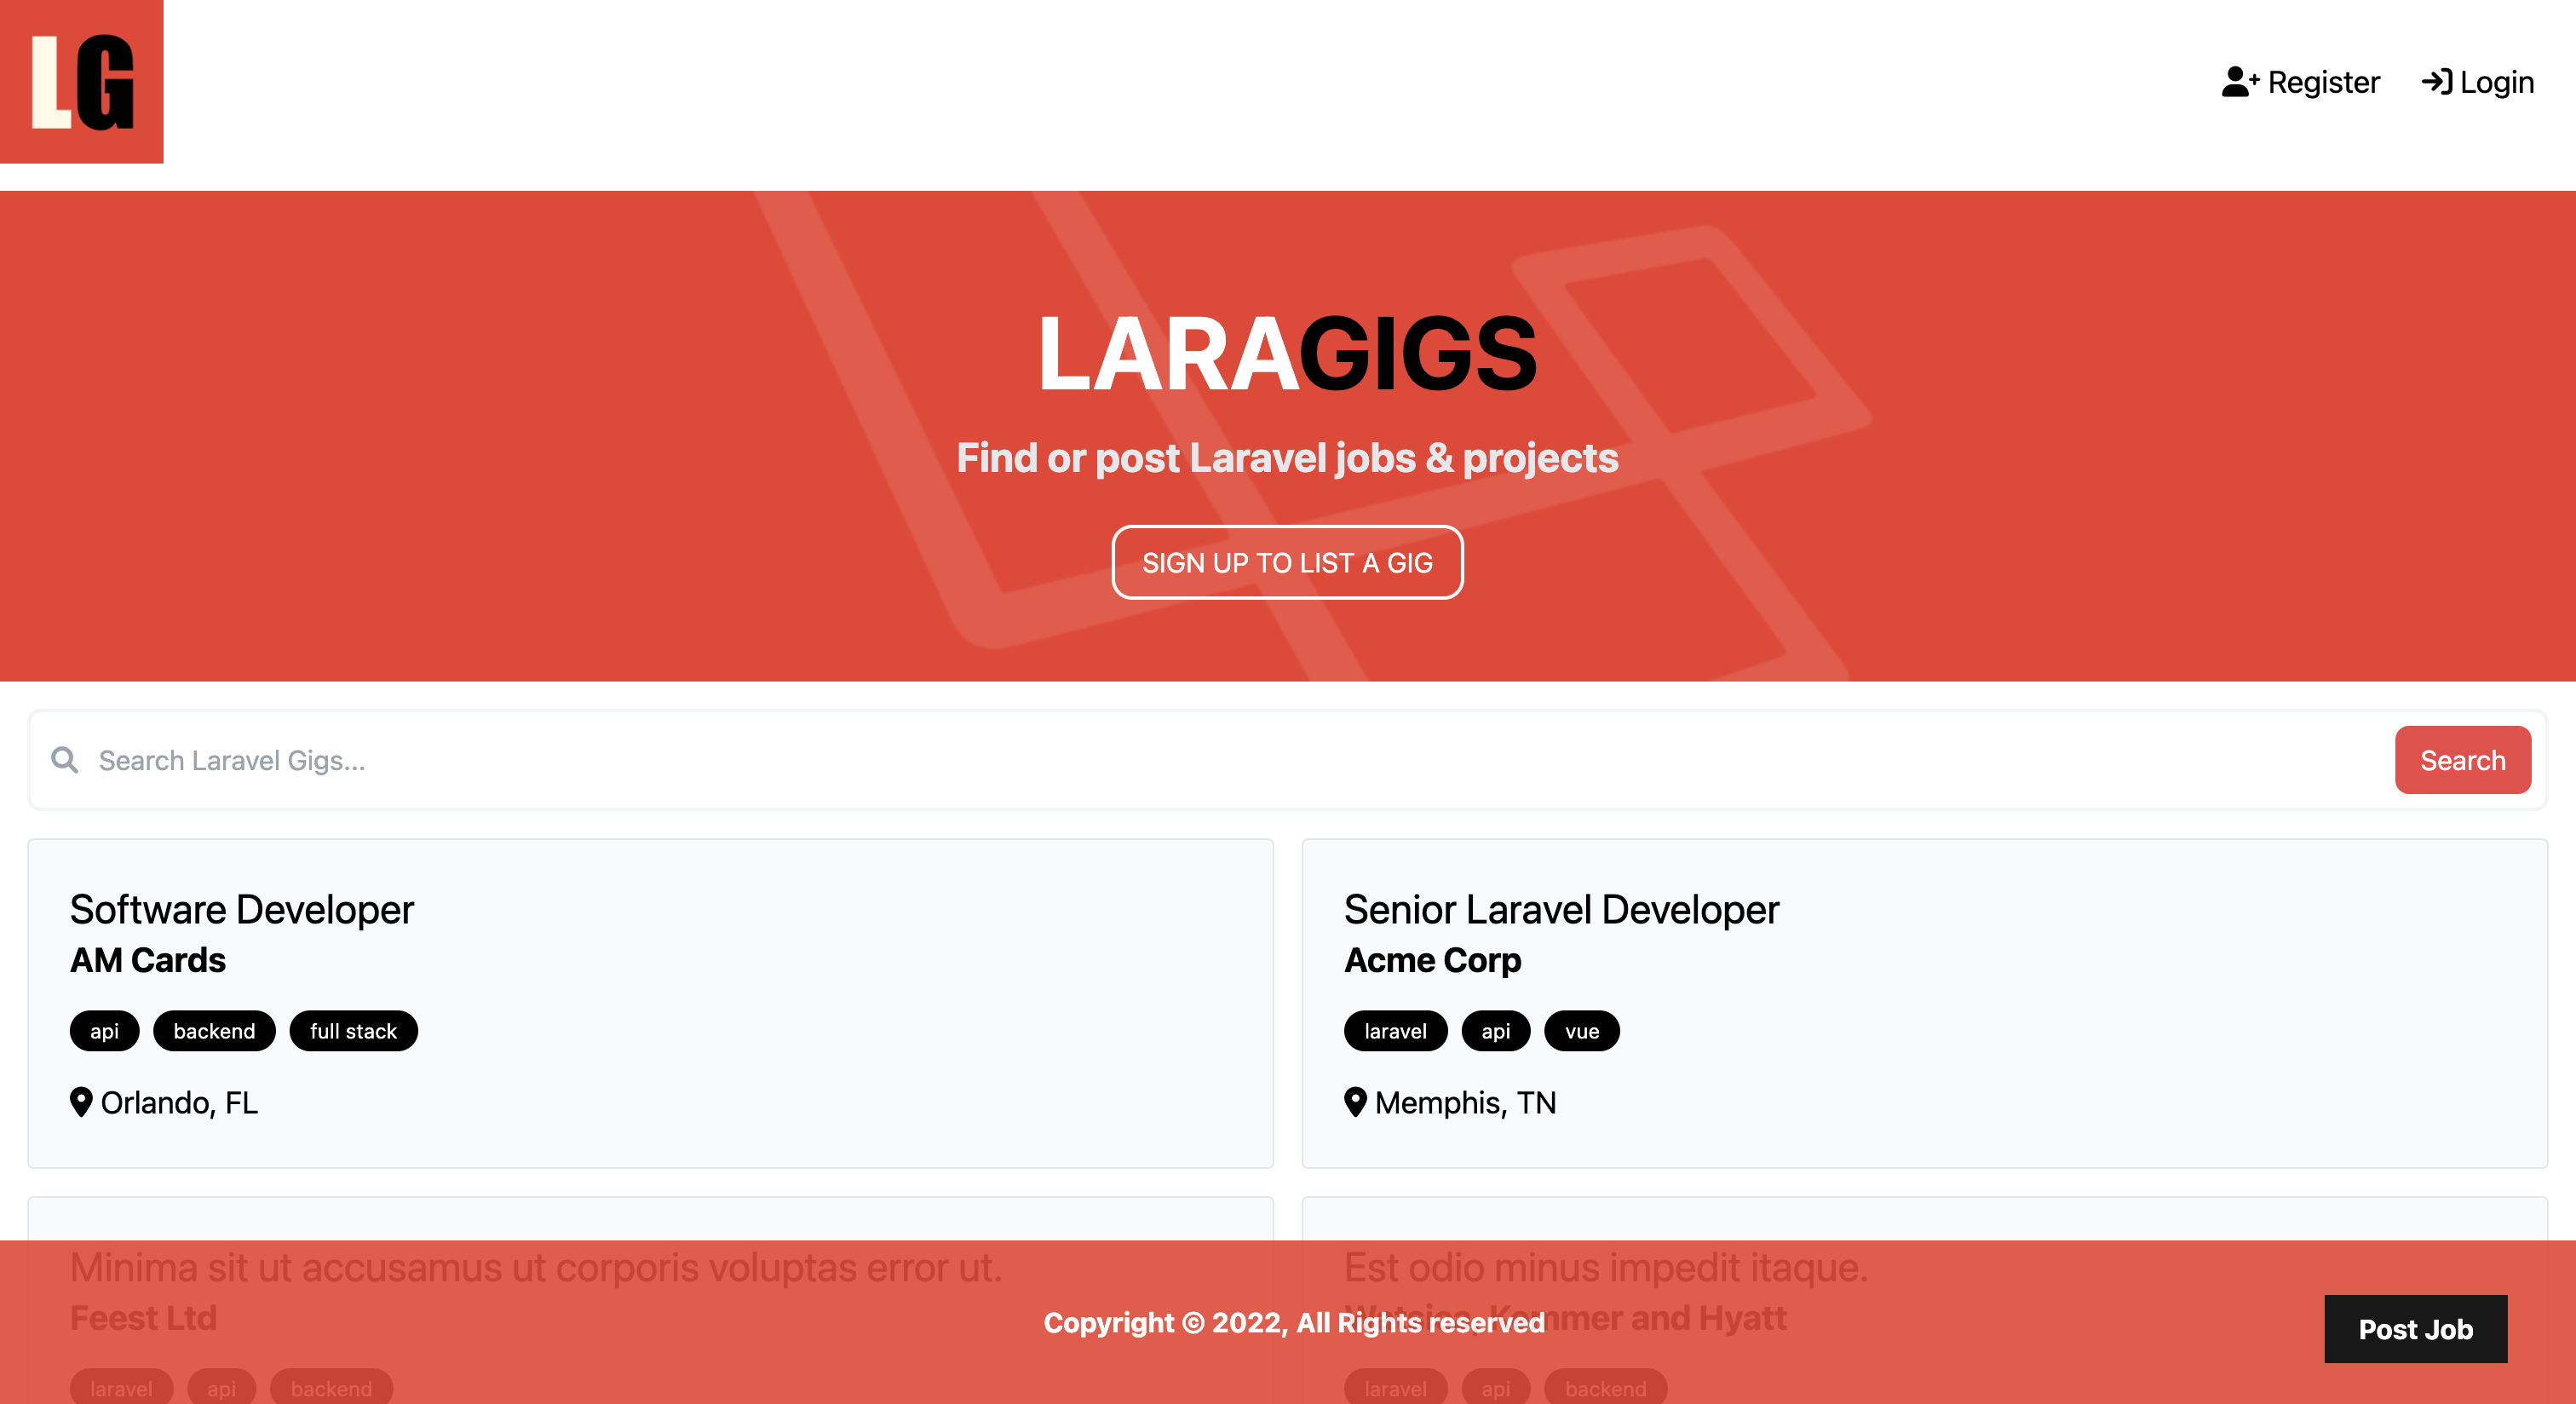 LG
Register Login
LARAGIGS
Find or post Laravel jobs & projects
SIGN UP TO LIST A GIG
Search Laravel Gigs...
Search
Software Developer
AM Cards
api backend full stack
Orlando, FL
Senior Laravel Developer
Acme Corp
laravel api vue
Memphis, TN
Minima sit ut accusamus ut corporis voluptas error ut.
Feest Ltd
laravel api backend
Est odio minus impedit itaque.
and Hyatt
laravel api backend
Copyright © 2022, All Rights reserved
Post Job